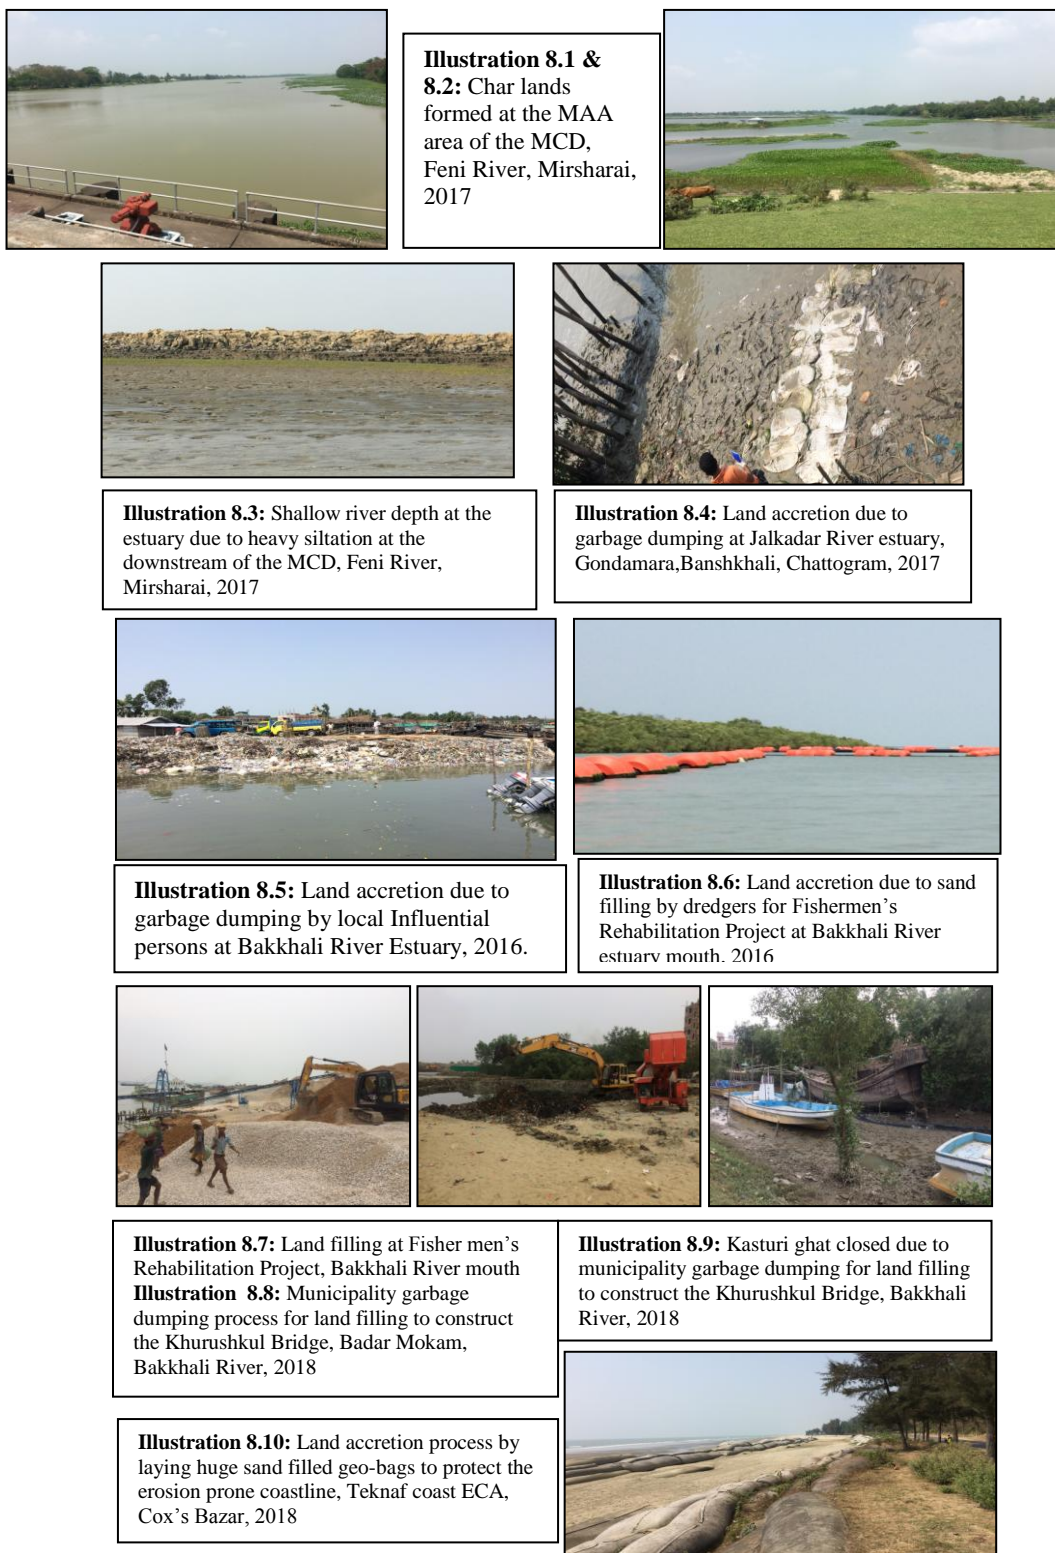 Illustration 8.1 &
8.2: Char lands
formed at the MAA
area of the MCD,
Feni River, Mirsharai,
2017
Illustration 8.3: Shallow river depth at the
estuary due to heavy siltation at the
downstream of the MCD, Feni River,
Mirsharai, 2017
Illustration 8.4: Land accretion due to
garbage dumping at Jalkadar River estuary,
Gondamara,Banshkhali, Chattogram, 2017
Illustration 8.5: Land accretion due to
garbage dumping by local Influential
persons at Bakkhali River Estuary, 2016.
Illustration 8.6: Land accretion due to sand
filling by dredgers for Fishermen’s
Rehabilitation Project at Bakkhali River
estuary mouth, 2016
Illustration 8.7: Land filling at Fisher men’s
Rehabilitation Project, Bakkhali River mouth
Illustration 8.8: Municipality garbage
dumping process for land filling to construct
the Khurushkul Bridge, Badar Mokam,
Bakkhali River, 2018
Illustration 8.9: Kasturi ghat closed due to
municipality garbage dumping for land filling
to construct the Khurushkul Bridge, Bakkhali
River, 2018
Illustration 8.10: Land accretion process by
laying huge sand filled geo-bags to protect the
erosion prone coastline, Teknaf coast ECA,
Cox’s Bazar, 2018